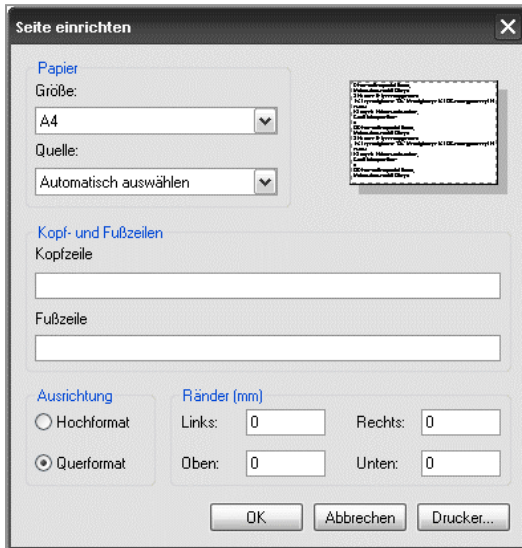 Seite einrichten
Papier
Größe:
A4
Quelle:
Automatisch auswählen
Kopf- und Fußzeilen
Kopfzeile
Fußzeile
Ausrichtung
Hochformat
Querformat
Ränder (mm)
Links: 0 Rechts: 0
Oben: 0 Unten: 0
OK Abbrechen Drucker...